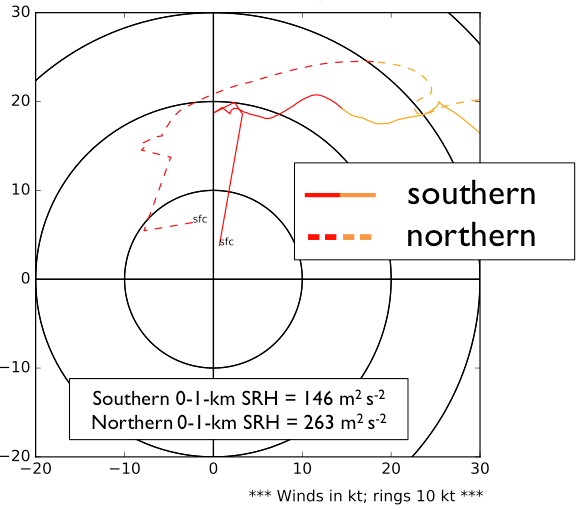 30
20
10
0
−10
−20
sfc
sfc
southern
northern
Southern 0-1-km SRH = 146 m² s⁻²
Northern 0-1-km SRH = 263 m² s⁻²
−20 −10 0 10 20 30
*** Winds in kt; rings 10 kt ***